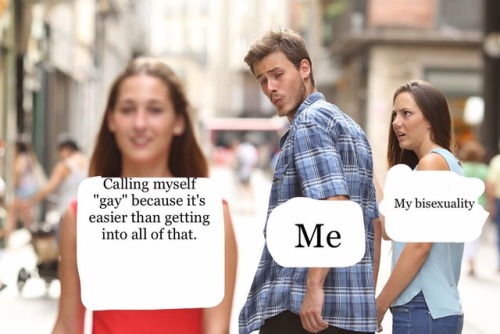 Calling myself
"gay" because it's
easier than getting
into all of that.
Me
My bisexuality